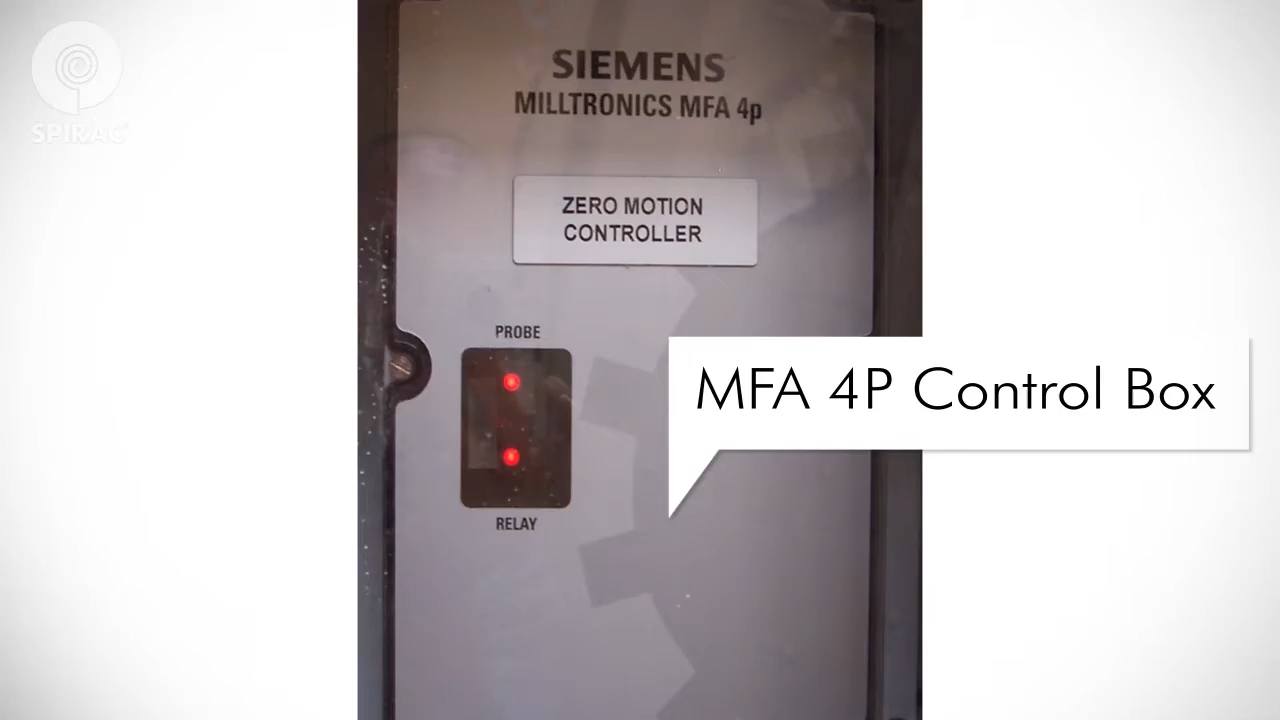 SPIRAC
SIEMENS
MILLTRONICS MFA 4p
ZERO MOTION
CONTROLLER
PROBE
MFA 4P Control Box
RELAY